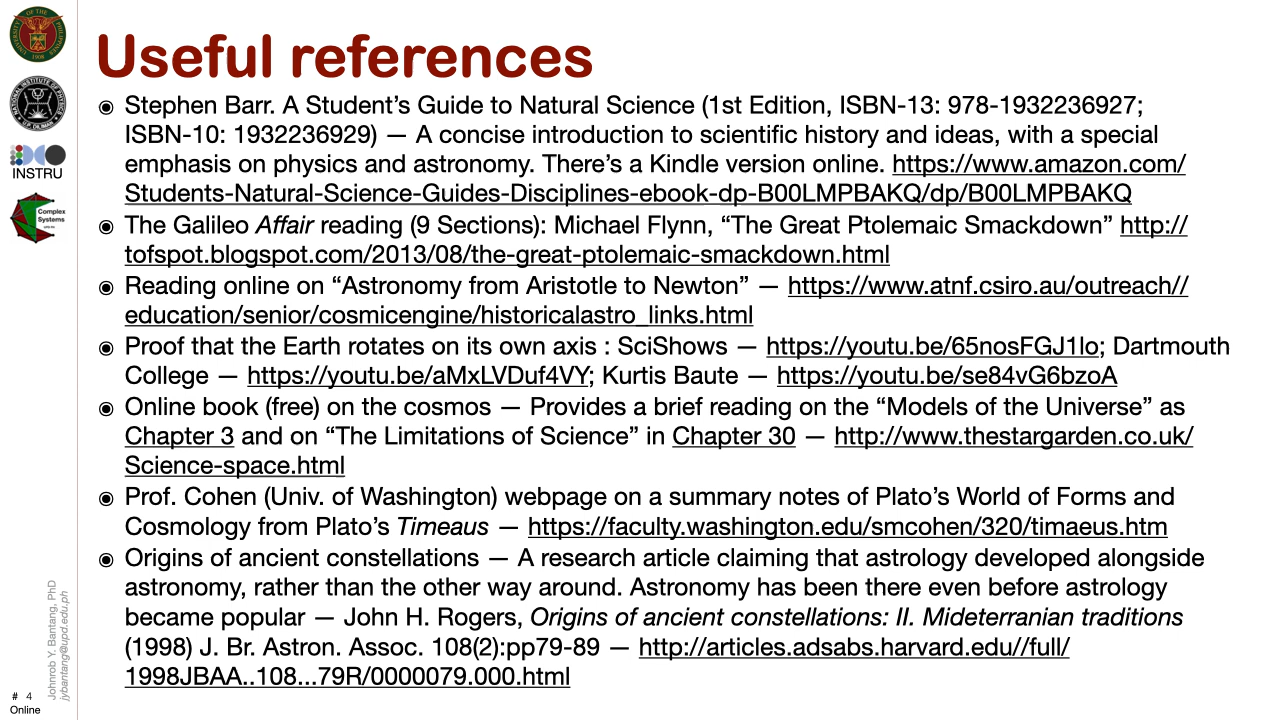 Useful references
◉ Stephen Barr. A Student’s Guide to Natural Science (1st Edition, ISBN-13: 978-1932236927;
ISBN-10: 1932236929) — A concise introduction to scientific history and ideas, with a special
emphasis on physics and astronomy. There’s a Kindle version online. https://www.amazon.com/
Students-Natural-Science-Guides-Disciplines-ebook-dp-B00LMPBAKQ/dp/B00LMPBAKQ
◉ The Galileo Affair reading (9 Sections): Michael Flynn, “The Great Ptolemaic Smackdown” http://
tofspot.blogspot.com/2013/08/the-great-ptolemaic-smackdown.html
◉ Reading online on “Astronomy from Aristotle to Newton” — https://www.atnf.csiro.au/outreach//
education/senior/cosmicengine/historicalastro_links.html
◉ Proof that the Earth rotates on its own axis : SciShows — https://youtu.be/65nosFGJ1lo; Dartmouth
College — https://youtu.be/aMxLVDuf4VY; Kurtis Baute — https://youtu.be/se84vG6bzoA
◉ Online book (free) on the cosmos — Provides a brief reading on the “Models of the Universe” as
Chapter 3 and on “The Limitations of Science” in Chapter 30 — http://www.thestargarden.co.uk/
Science-space.html
◉ Prof. Cohen (Univ. of Washington) webpage on a summary notes of Plato’s World of Forms and
Cosmology from Plato’s Timeaus — https://faculty.washington.edu/smcohen/320/timaeus.htm
◉ Origins of ancient constellations — A research article claiming that astrology developed alongside
astronomy, rather than the other way around. Astronomy has been there even before astrology
became popular — John H. Rogers, Origins of ancient constellations: II. Mideterranian traditions
(1998) J. Br. Astron. Assoc. 108(2):pp79-89 — http://articles.adsabs.harvard.edu//full/
1998JBAA..108...79R/0000079.000.html
UNIVERSITY OF THE PHILIPPINES
1908
NATIONAL INSTITUTE OF PHYSICS
U.P. DILIMAN
INSTRU
Complex
Systems
Johnrob Y. Bantang, PhD
jybantang@upd.edu.ph
# 4
Online